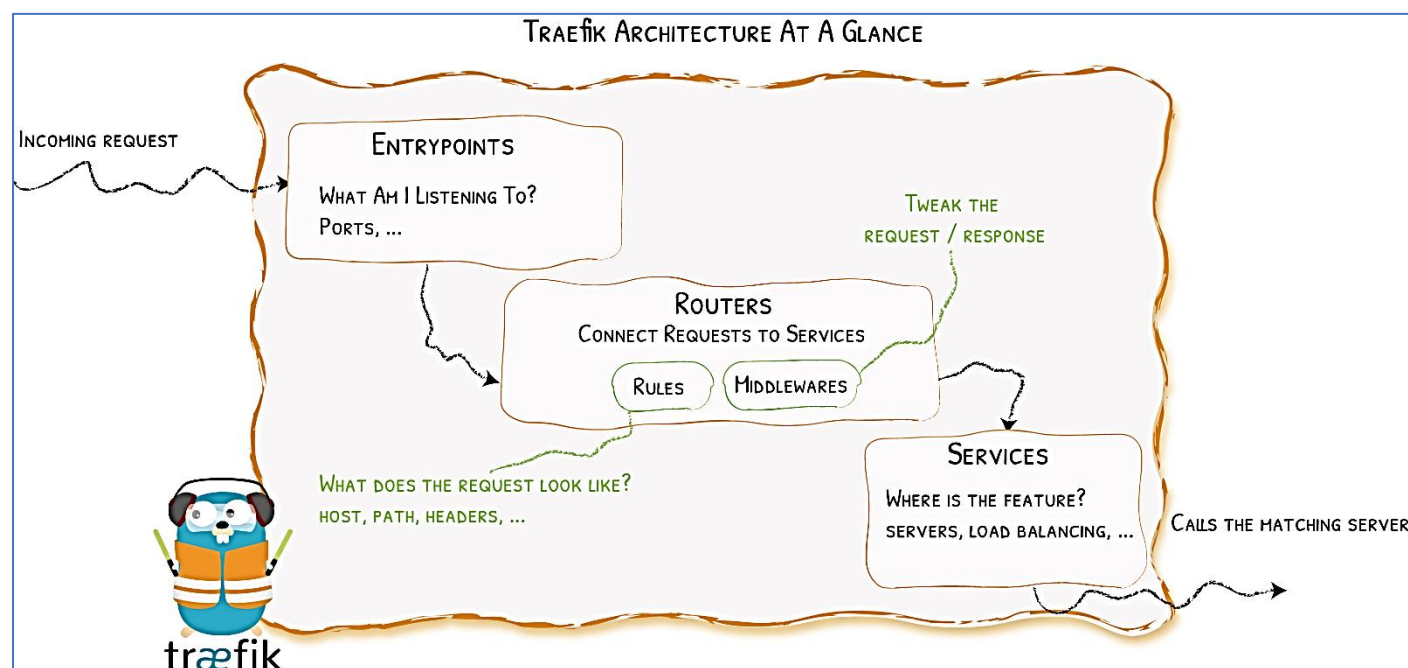 Traefik Architecture At A Glance
Incoming request
Entrypoints
What Am I Listening To?
Ports, ...
Tweak the
request / response
Routers
Connect Requests to Services
Rules
Middlewares
What does the request look like?
host, path, headers, ...
Services
Where is the feature?
servers, load balancing, ...
Calls the matching server
træfik